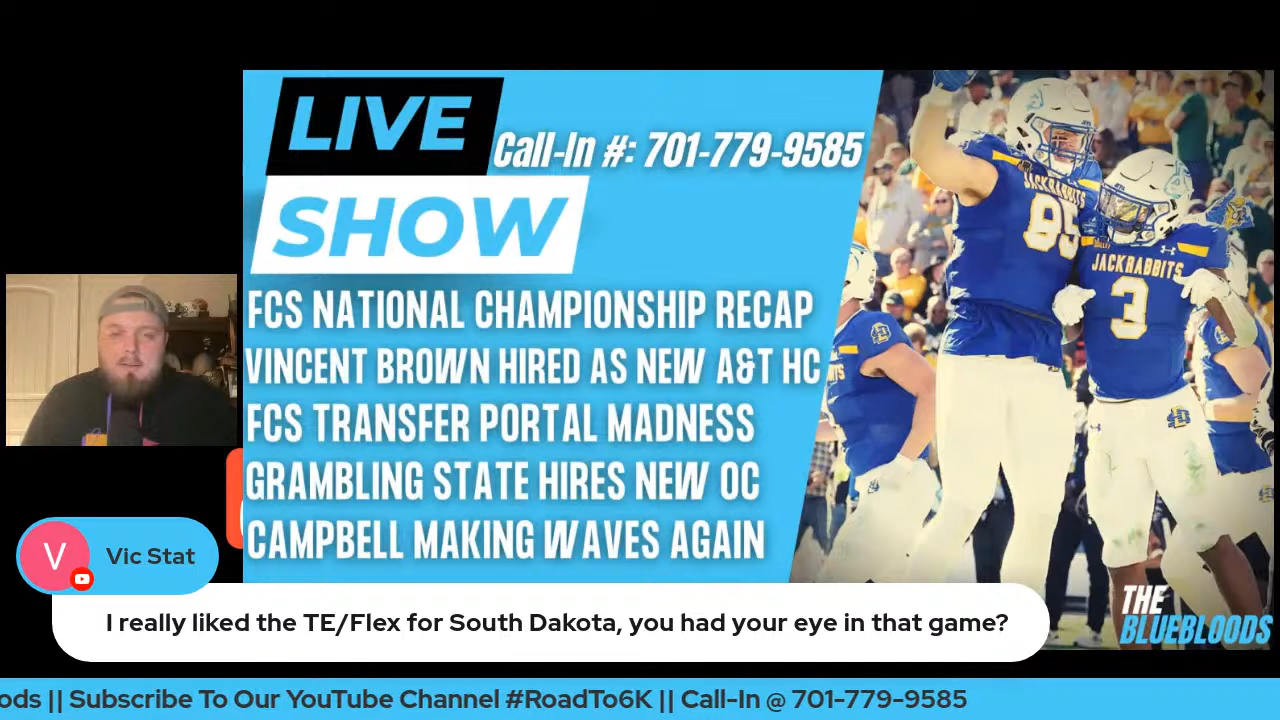 LIVE
Call-In #: 701-779-9585
SHOW
FCS NATIONAL CHAMPIONSHIP RECAP
VINCENT BROWN HIRED AS NEW A&T HC
FCS TRANSFER PORTAL MADNESS
GRAMBLING STATE HIRES NEW OC
CAMPBELL MAKING WAVES AGAIN
JACKRABBITS
85
JACKRABBITS
3
THE
BLUEBLOODS
V
Vic Stat
I really liked the TE/Flex for South Dakota, you had your eye in that game?
ods || Subscribe To Our YouTube Channel #RoadTo6K || Call-In @ 701-779-9585